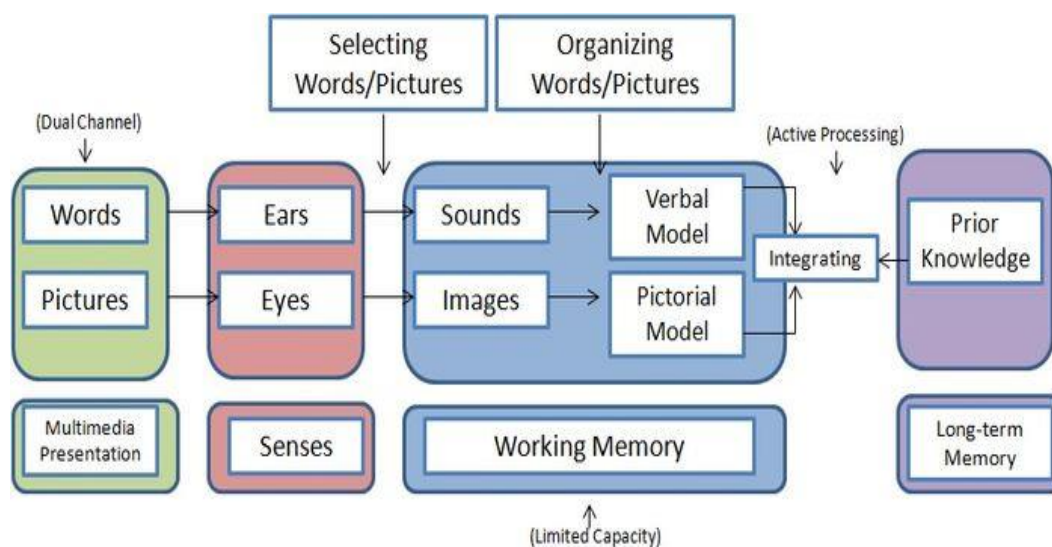 Selecting
Words/Pictures
Organizing
Words/Pictures
(Dual Channel)
(Active Processing)
Words
Ears
Sounds
Verbal
Model
Integrating
Prior
Knowledge
Pictures
Eyes
Images
Pictorial
Model
Multimedia
Presentation
Senses
Working Memory
Long-term
Memory
(Limited Capacity)